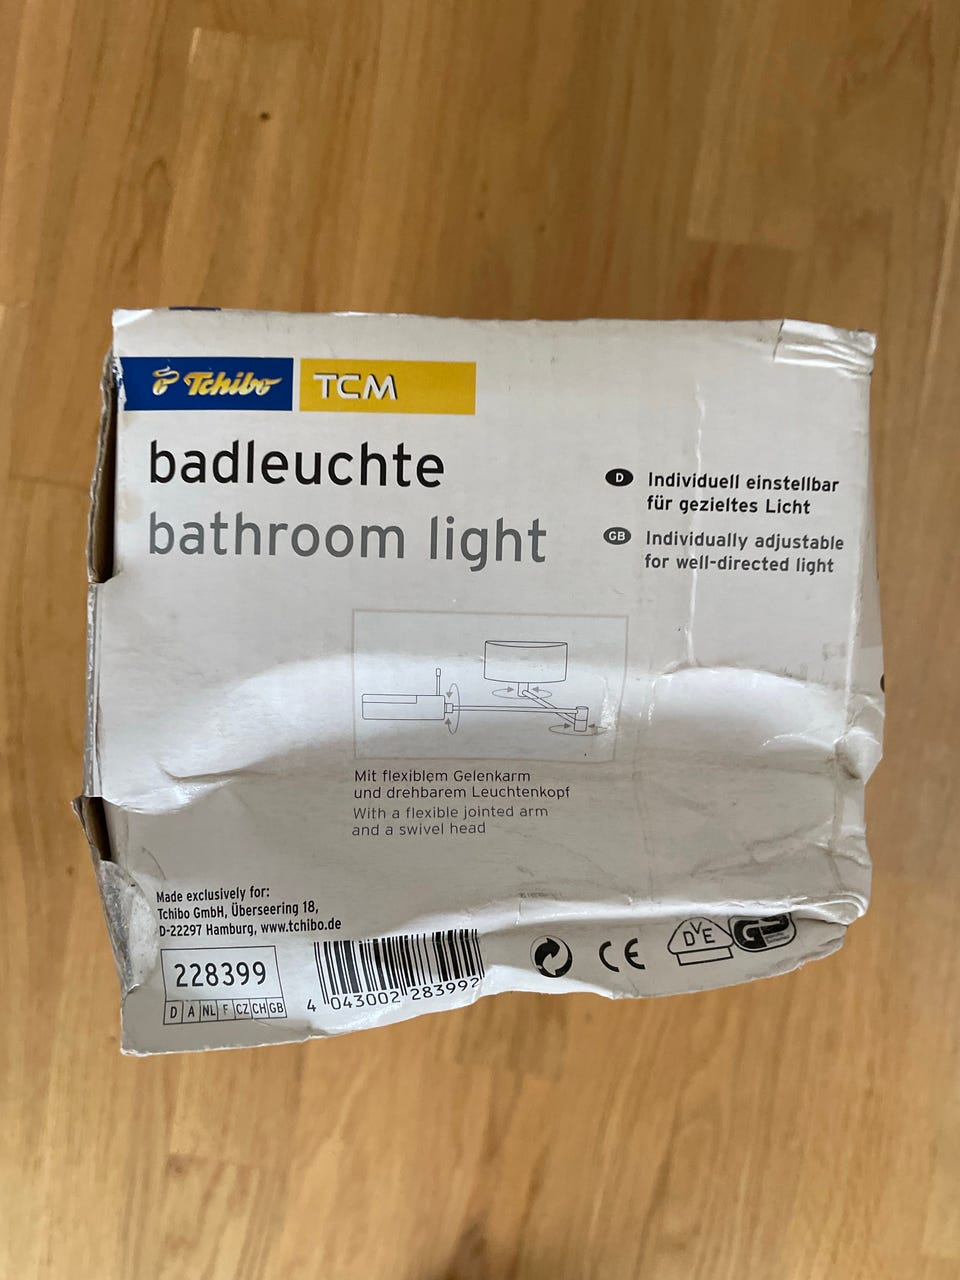 Tchibo TCM
badleuchte
bathroom light
D Individuell einstellbar
für gezieltes Licht
GB Individually adjustable
for well-directed light
Mit flexiblem Gelenkarm
und drehbarem Leuchtenkopf
With a flexible jointed arm
and a swivel head
Made exclusively for:
Tchibo GmbH, Überseering 18,
D-22297 Hamburg, www.tchibo.de
228399
D A NL F CZ CH GB
4 043002 283992
CE
DVE
GS